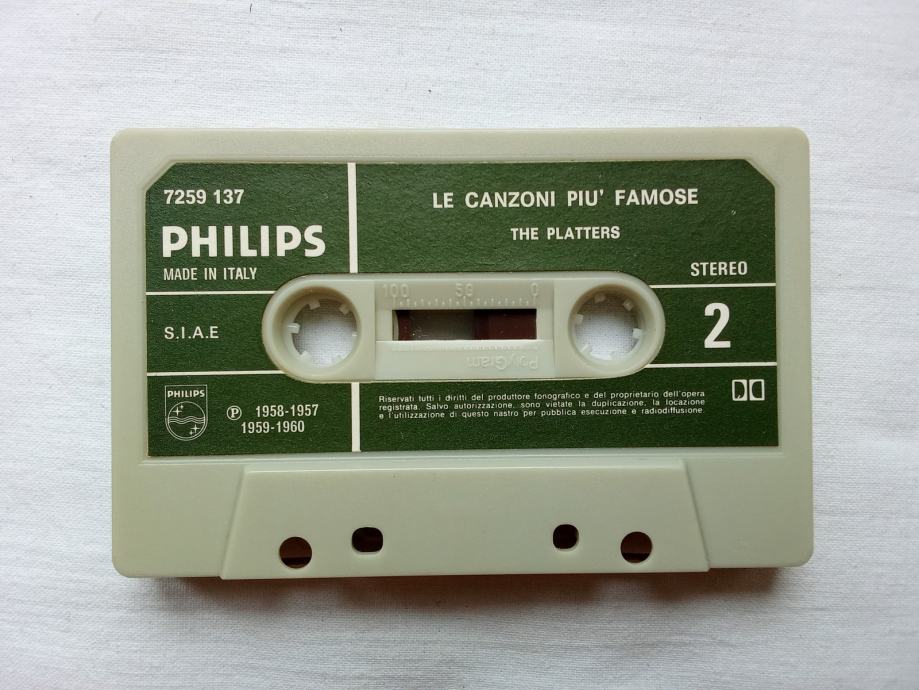 7259 137
PHILIPS
MADE IN ITALY
LE CANZONI PIU' FAMOSE
THE PLATTERS
STEREO
S.I.A.E
100 50 0
PolyGram
2
PHILIPS
℗ 1958-1957
1959-1960
Riservati tutti i diritti del produttore fonografico e del proprietario dell'opera
registrata. Salvo autorizzazione, sono vietate la duplicazione, la locazione
e l'utilizzazione di questo nastro per pubblica esecuzione e radiodiffusione.